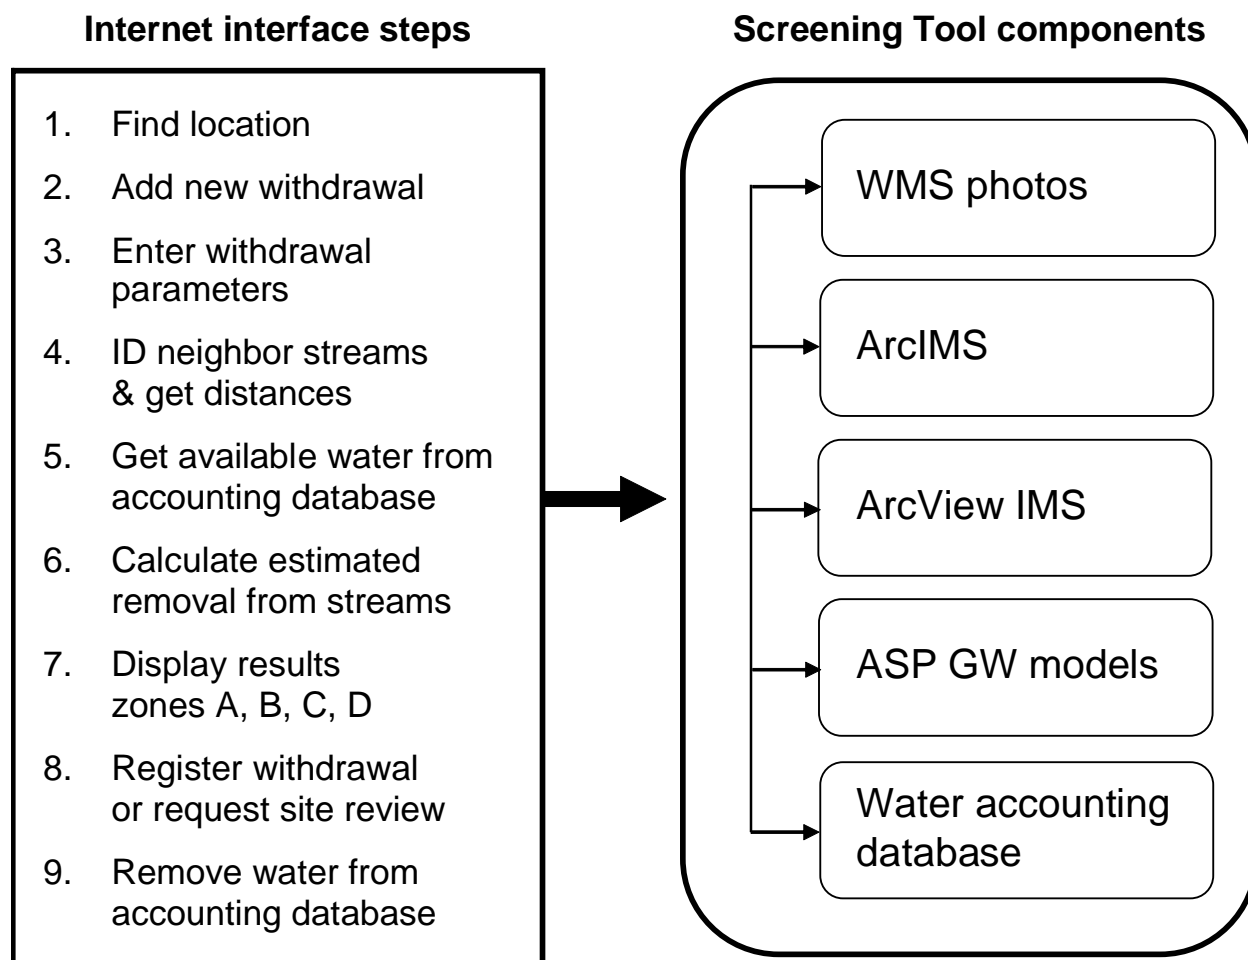 Internet interface steps
1. Find location
2. Add new withdrawal
3. Enter withdrawal
parameters
4. ID neighbor streams
& get distances
5. Get available water from
accounting database
6. Calculate estimated
removal from streams
7. Display results
zones A, B, C, D
8. Register withdrawal
or request site review
9. Remove water from
accounting database
Screening Tool components
WMS photos
ArcIMS
ArcView IMS
ASP GW models
Water accounting
database